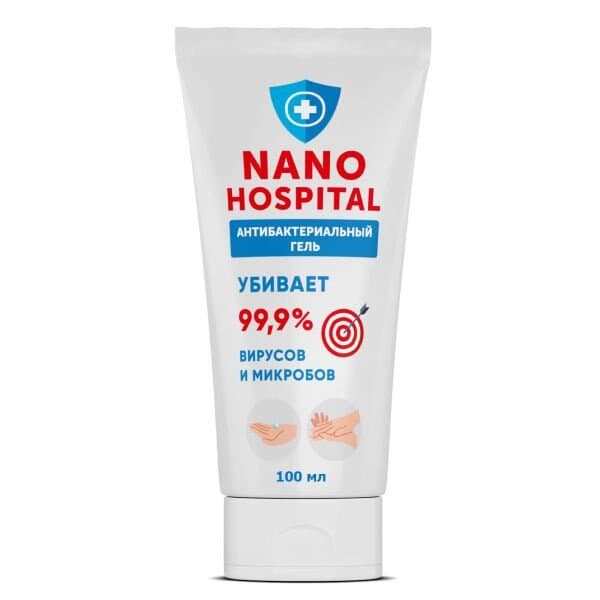 NANO
HOSPITAL
АНТИБАКТЕРИАЛЬНЫЙ
ГЕЛЬ
УБИВАЕТ
99,9%
ВИРУСОВ
И МИКРОБОВ
100 мл